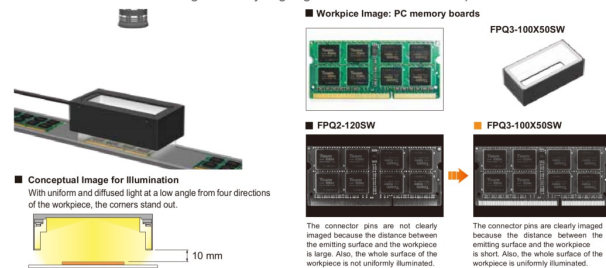 ■ Workpice Image: PC memory boards
FPQ3-100X50SW
■ FPQ2-120SW
■ FPQ3-100X50SW
■ Conceptual Image for Illumination
With uniform and diffused light at a low angle from four directions
of the workpiece, the corners stand out.
10 mm
The connector pins are not clearly
imaged because the distance between
the emitting surface and the workpiece
is large. Also, the whole surface of the
workpiece is not uniformly illuminated.
The connector pins are clearly imaged
because the distance between the
emitting surface and the workpiece
is short. Also, the whole surface of the
workpiece is uniformly illuminated.